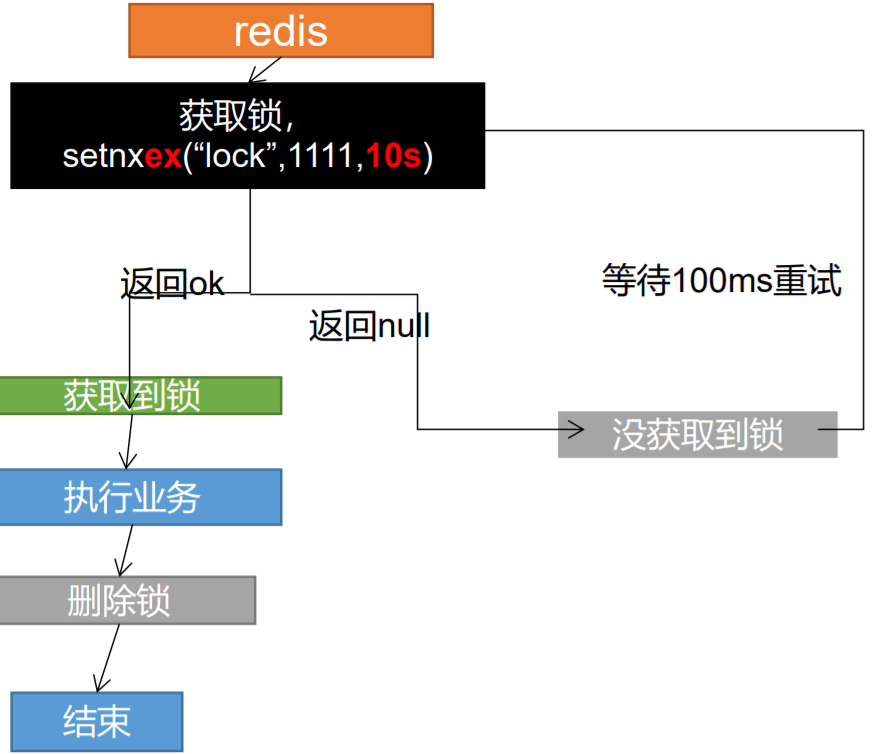 redis
获取锁，
setnxex(“lock”,1111,10s)
返回ok
等待100ms重试
返回null
获取到锁
没获取到锁
执行业务
删除锁
结束